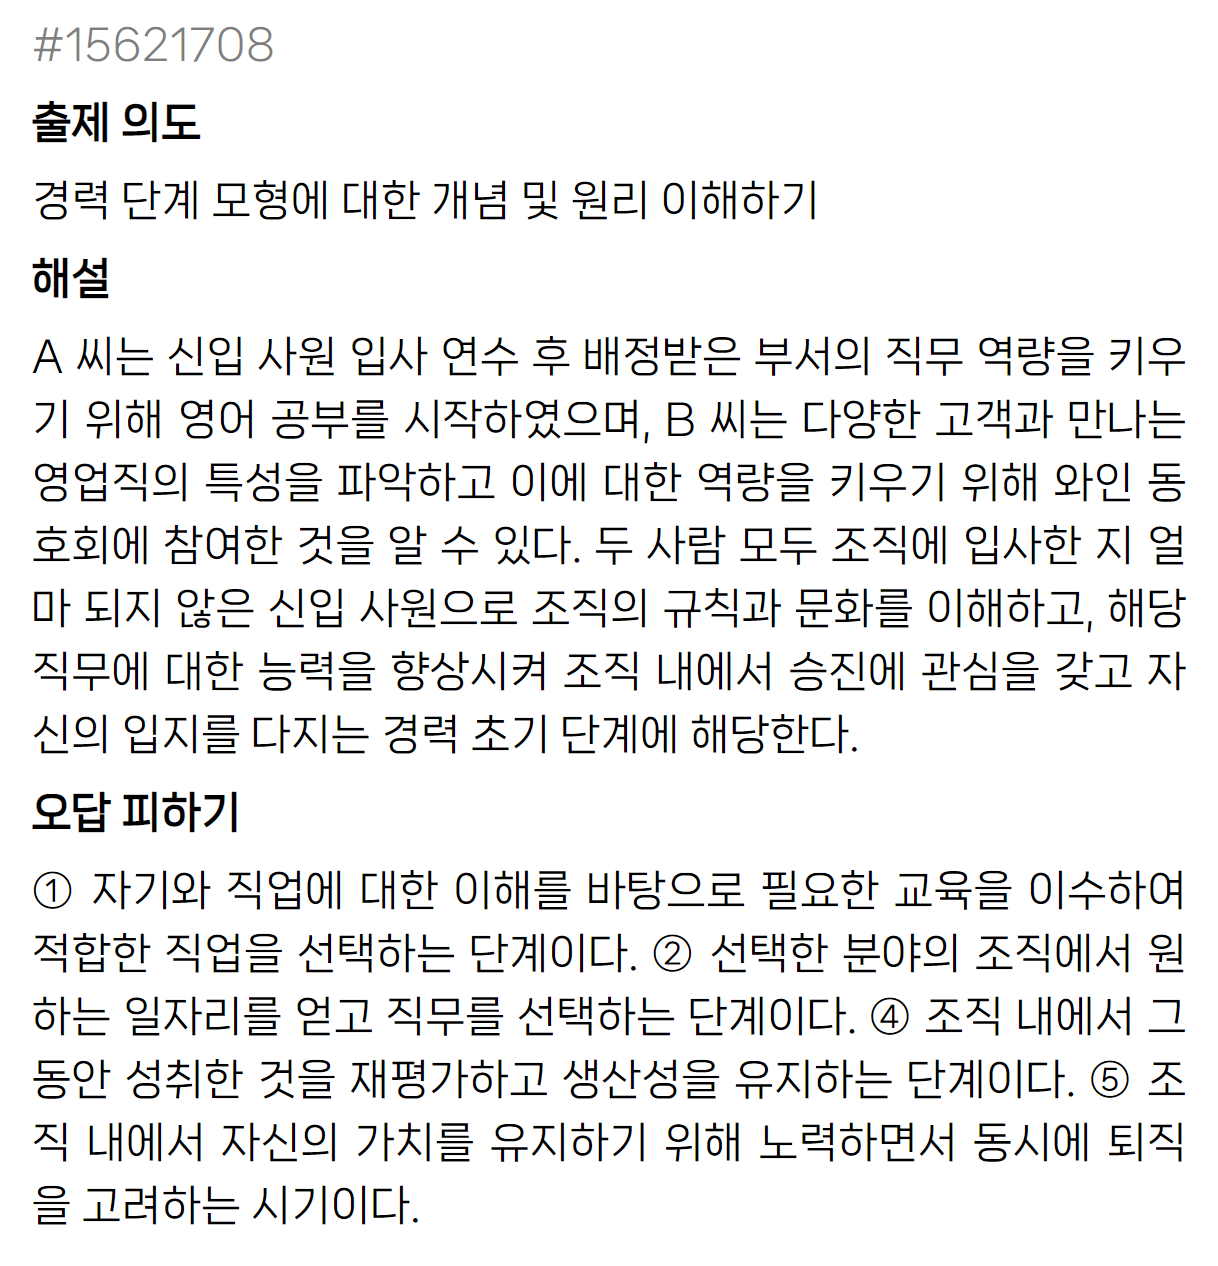 #15621708
출제 의도
경력 단계 모형에 대한 개념 및 원리 이해하기
해설
A 씨는 신입 사원 입사 연수 후 배정받은 부서의 직무 역량을 키우
기 위해 영어 공부를 시작하였으며, B 씨는 다양한 고객과 만나는
영업직의 특성을 파악하고 이에 대한 역량을 키우기 위해 와인 동
호회에 참여한 것을 알 수 있다. 두 사람 모두 조직에 입사한 지 얼
마 되지 않은 신입 사원으로 조직의 규칙과 문화를 이해하고, 해당
직무에 대한 능력을 향상시켜 조직 내에서 승진에 관심을 갖고 자
신의 입지를 다지는 경력 초기 단계에 해당한다.
오답 피하기
① 자기와 직업에 대한 이해를 바탕으로 필요한 교육을 이수하여
적합한 직업을 선택하는 단계이다. ② 선택한 분야의 조직에서 원
하는 일자리를 얻고 직무를 선택하는 단계이다. ④ 조직 내에서 그
동안 성취한 것을 재평가하고 생산성을 유지하는 단계이다. ⑤ 조
직 내에서 자신의 가치를 유지하기 위해 노력하면서 동시에 퇴직
을 고려하는 시기이다.